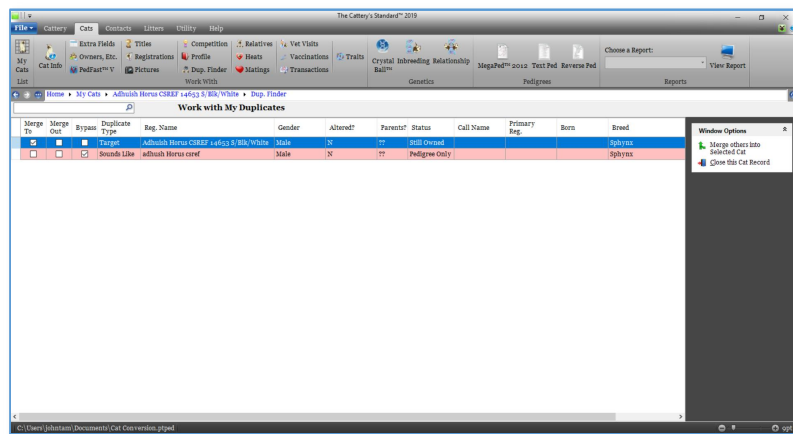 The Cattery's Standard™ 2019
File Cattery Cats Contacts Litters Utility Help
My Cats
Cat Info
Extra Fields
Owners, Etc.
PedFast™ V
Titles
Registrations
Pictures
Competition
Profile
Dup. Finder
Relatives
Heats
Matings
Vet Visits
Vaccinations
Transactions
Traits
Crystal Ball™
Inbreeding
Relationship
MegaPed™ 2012
Text Ped
Reverse Ped
Choose a Report:
View Report
List Work With Genetics Pedigrees Reports
Home My Cats Adhuish Horus CSREF 14653 S/Blk/White Dup. Finder
Work with My Duplicates
Merge To Merge Out Bypass Duplicate Type Reg. Name Gender Altered? Parents? Status Call Name Primary Reg. Born Breed
Target Adhuish Horus CSREF 14653 S/Blk/White Male N ?? Still Owned Sphynx
Sounds Like adhush Horus csref Male N ?? Pedigree Only Sphynx
Window Options
Merge others into Selected Cat
Close this Cat Record
C:\Users\johntam\Documents\Cat Conversion.ptped
9pt